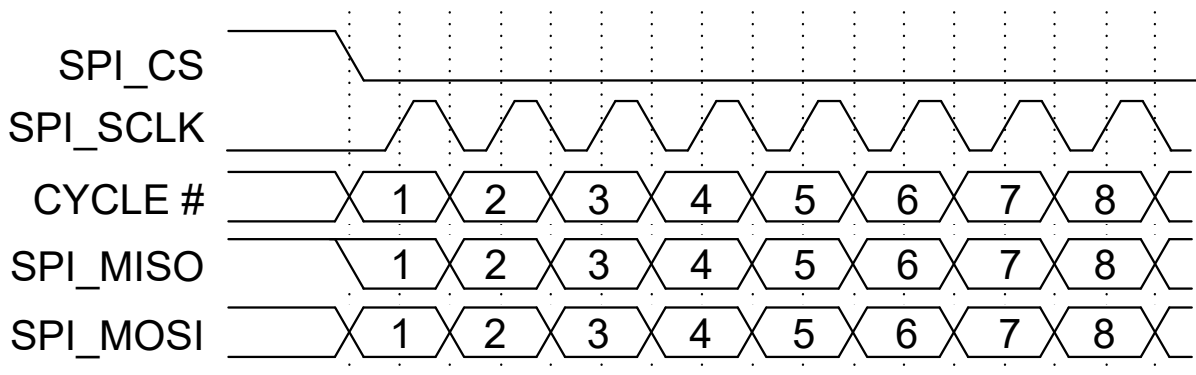 SPI_CS
SPI_SCLK
CYCLE # 1 2 3 4 5 6 7 8
SPI_MISO 1 2 3 4 5 6 7 8
SPI_MOSI 1 2 3 4 5 6 7 8